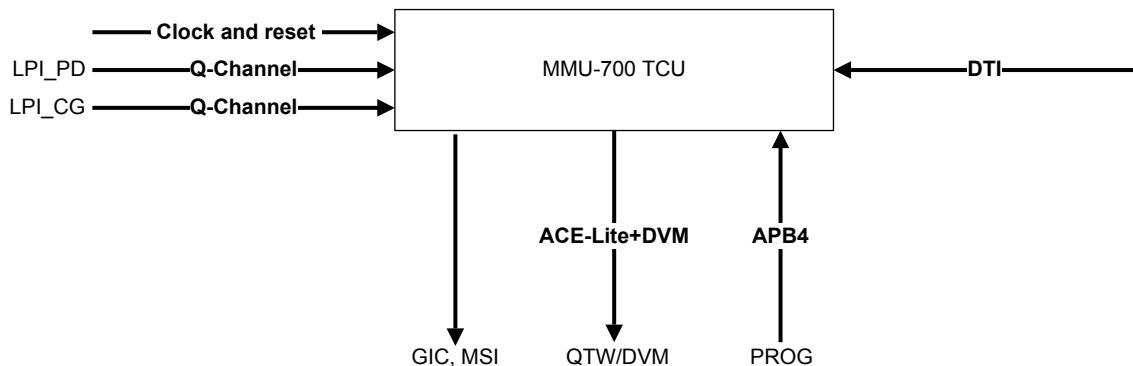 Clock and reset
LPI_PD Q-Channel MMU-700 TCU DTI
LPI_CG Q-Channel
ACE-Lite+DVM APB4
GIC, MSI QTW/DVM PROG